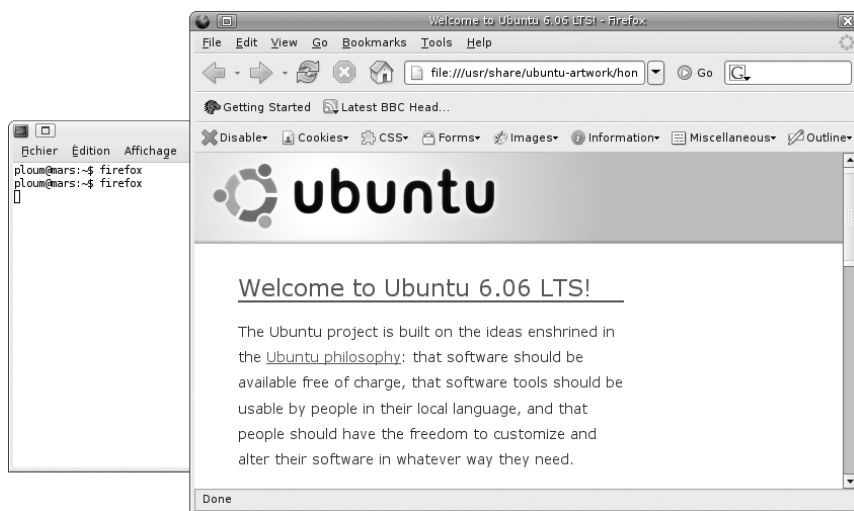 Welcome to Ubuntu 6.06 LTS! - Firefox
File Edit View Go Bookmarks Tools Help
file:///usr/share/ubuntu-artwork/hon Go G
Getting Started Latest BBC Head...
Disable Cookies CSS Forms Images Information Miscellaneous Outline
Fichier Édition Affichage
ploum@mars:~$ firefox
ploum@mars:~$ firefox
ubuntu
Welcome to Ubuntu 6.06 LTS!
The Ubuntu project is built on the ideas enshrined in
the Ubuntu philosophy: that software should be
available free of charge, that software tools should be
usable by people in their local language, and that
people should have the freedom to customize and
alter their software in whatever way they need.
Done